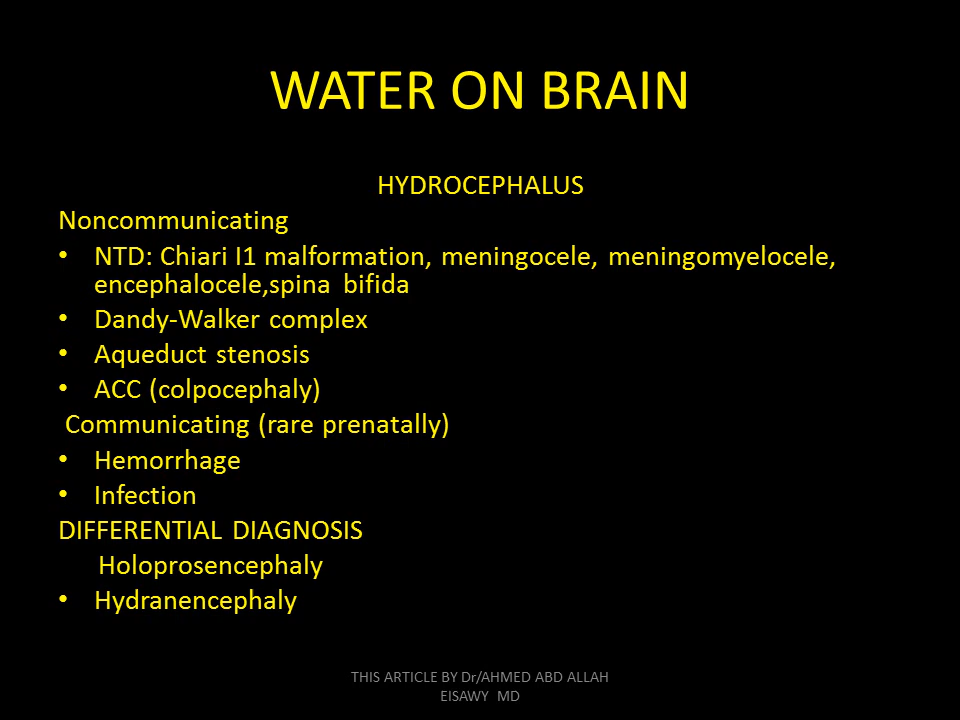 WATER ON BRAIN
HYDROCEPHALUS
Noncommunicating
• NTD: Chiari I1 malformation, meningocele, meningomyelocele,
encephalocele,spina bifida
• Dandy-Walker complex
• Aqueduct stenosis
• ACC (colpocephaly)
Communicating (rare prenatally)
• Hemorrhage
• Infection
DIFFERENTIAL DIAGNOSIS
Holoprosencephaly
• Hydranencephaly
THIS ARTICLE BY Dr/AHMED ABD ALLAH
EISAWY MD